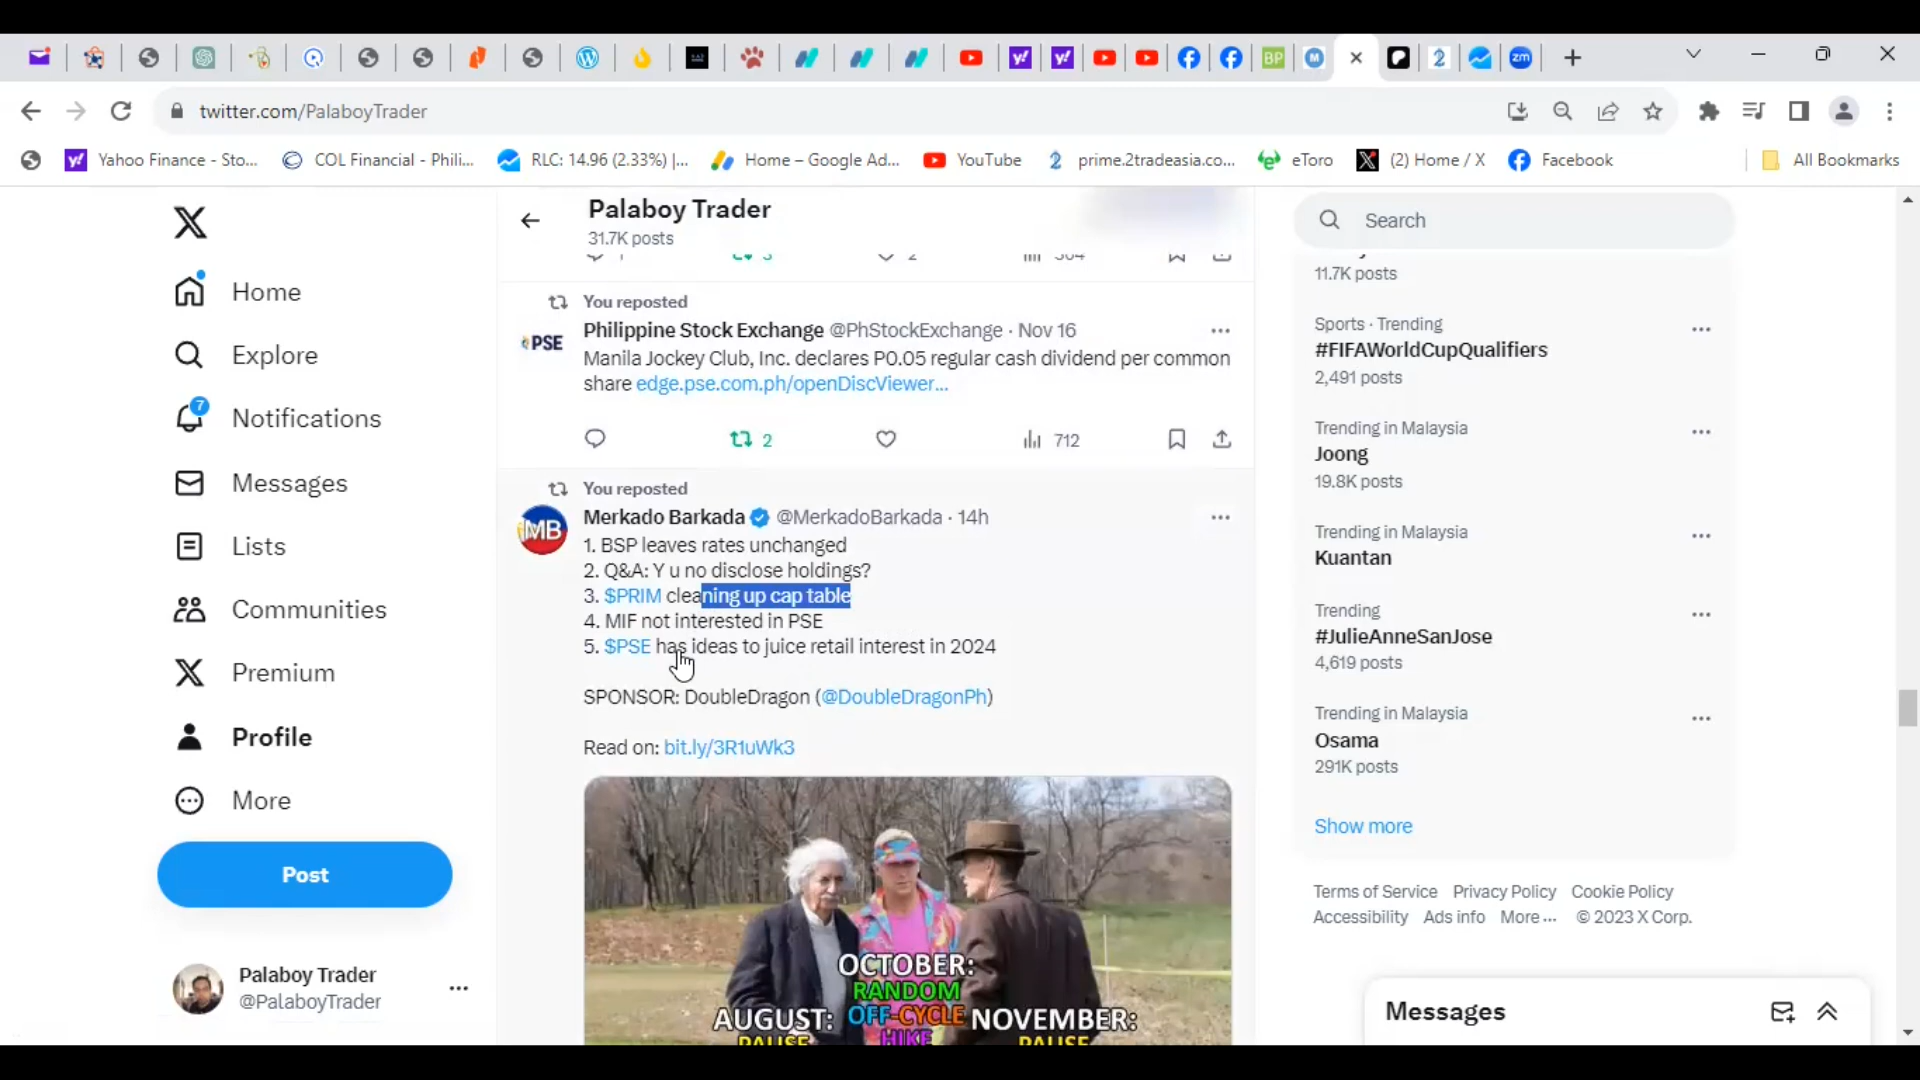 twitter.com/PalaboyTrader
Yahoo Finance - Sto...
COL Financial - Phili...
RLC: 14.96 (2.33%) |...
Home – Google Ad...
YouTube
prime.2tradeasia.co...
eToro
(2) Home / X
Facebook
All Bookmarks
Home
Explore
7
Notifications
Messages
Lists
Communities
Premium
Profile
More
Post
Palaboy Trader
@PalaboyTrader
Palaboy Trader
31.7K posts
You reposted
Philippine Stock Exchange @PhStockExchange · Nov 16
PSE
Manila Jockey Club, Inc. declares P0.05 regular cash dividend per common
share edge.pse.com.ph/openDiscViewer...
2
712
You reposted
Merkado Barkada @MerkadoBarkada · 14h
MB
1. BSP leaves rates unchanged
2. Q&A: Y u no disclose holdings?
3. $PRIM cleaning up cap table
4. MIF not interested in PSE
5. $PSE has ideas to juice retail interest in 2024
SPONSOR: DoubleDragon (@DoubleDragonPh)
Read on: bit.ly/3R1uWk3
OCTOBER:
RANDOM
OFF-CYCLE
HIKE
AUGUST:
PAUSE
NOVEMBER:
PAUSE
Search
11.7K posts
Sports · Trending
#FIFAWorldCupQualifiers
2,491 posts
Trending in Malaysia
Joong
19.8K posts
Trending in Malaysia
Kuantan
Trending
#JulieAnneSanJose
4,619 posts
Trending in Malaysia
Osama
291K posts
Show more
Terms of Service Privacy Policy Cookie Policy
Accessibility Ads info More ... © 2023 X Corp.
Messages